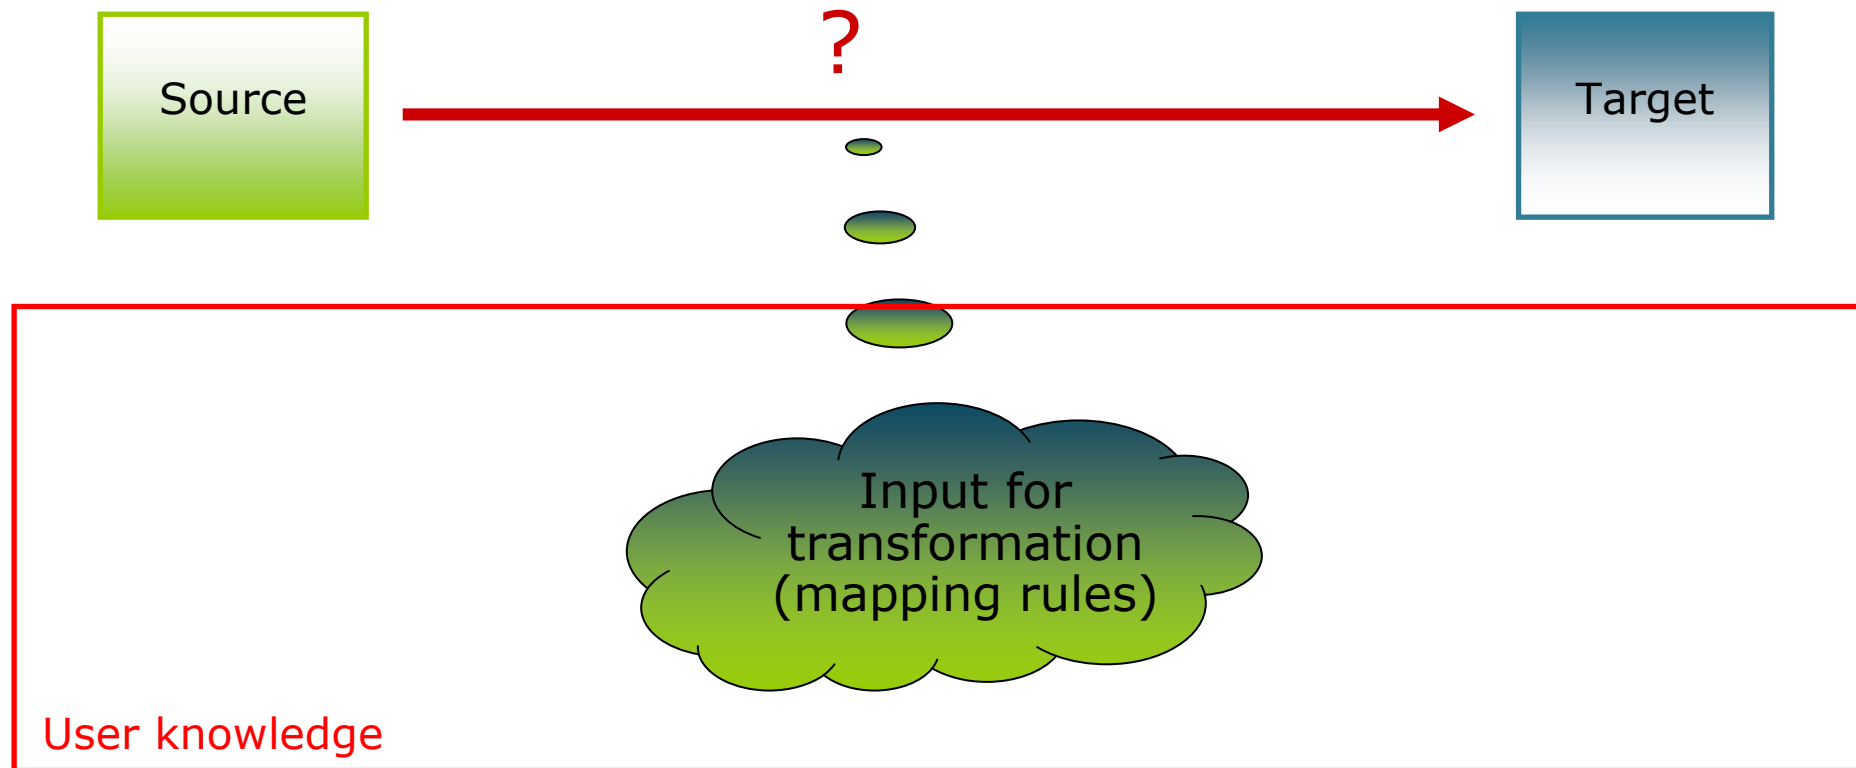 ?
Source
Target
Input for
transformation
(mapping rules)
User knowledge